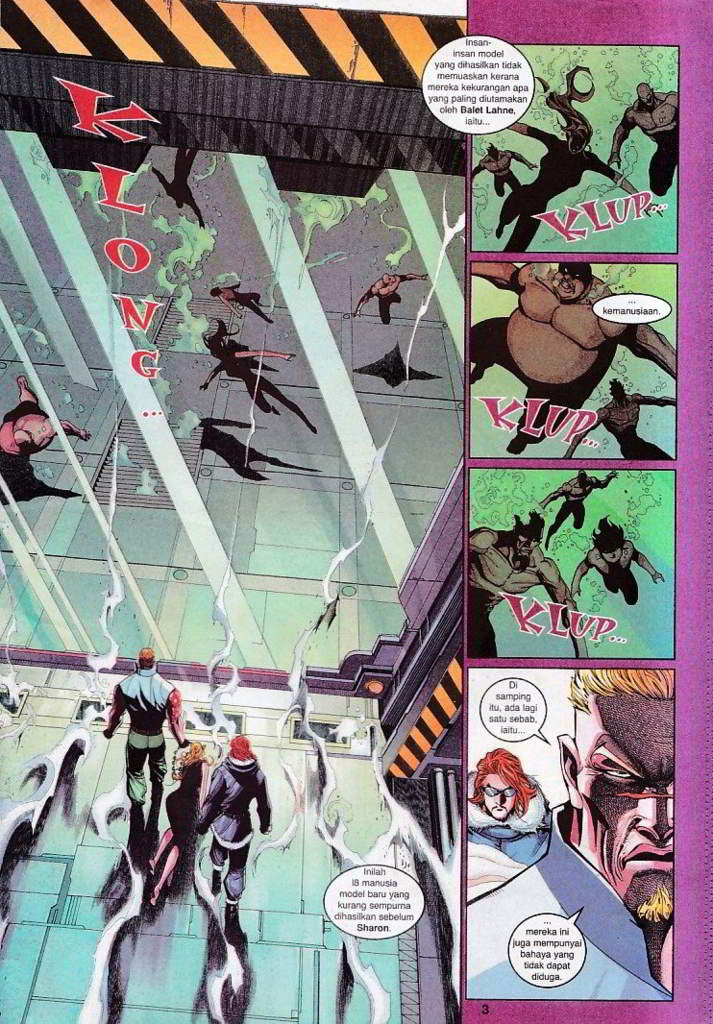 KLONG...
Inilah
18 manusia
model baru yang
kurang sempurna
dihasilkan sebelum
Sharon.
Insan-
insan model
yang dihasilkan tidak
memuaskan kerana
mereka kekurangan apa
yang paling diutamakan
oleh Balet Lahne,
iaitu...
KLUP...
...
kemanusiaan.
KLUP...
KLUP...
Di
samping
itu, ada lagi
satu sebab,
iaitu...
...
mereka ini
juga mempunyai
bahaya yang
tidak dapat
diduga.
3